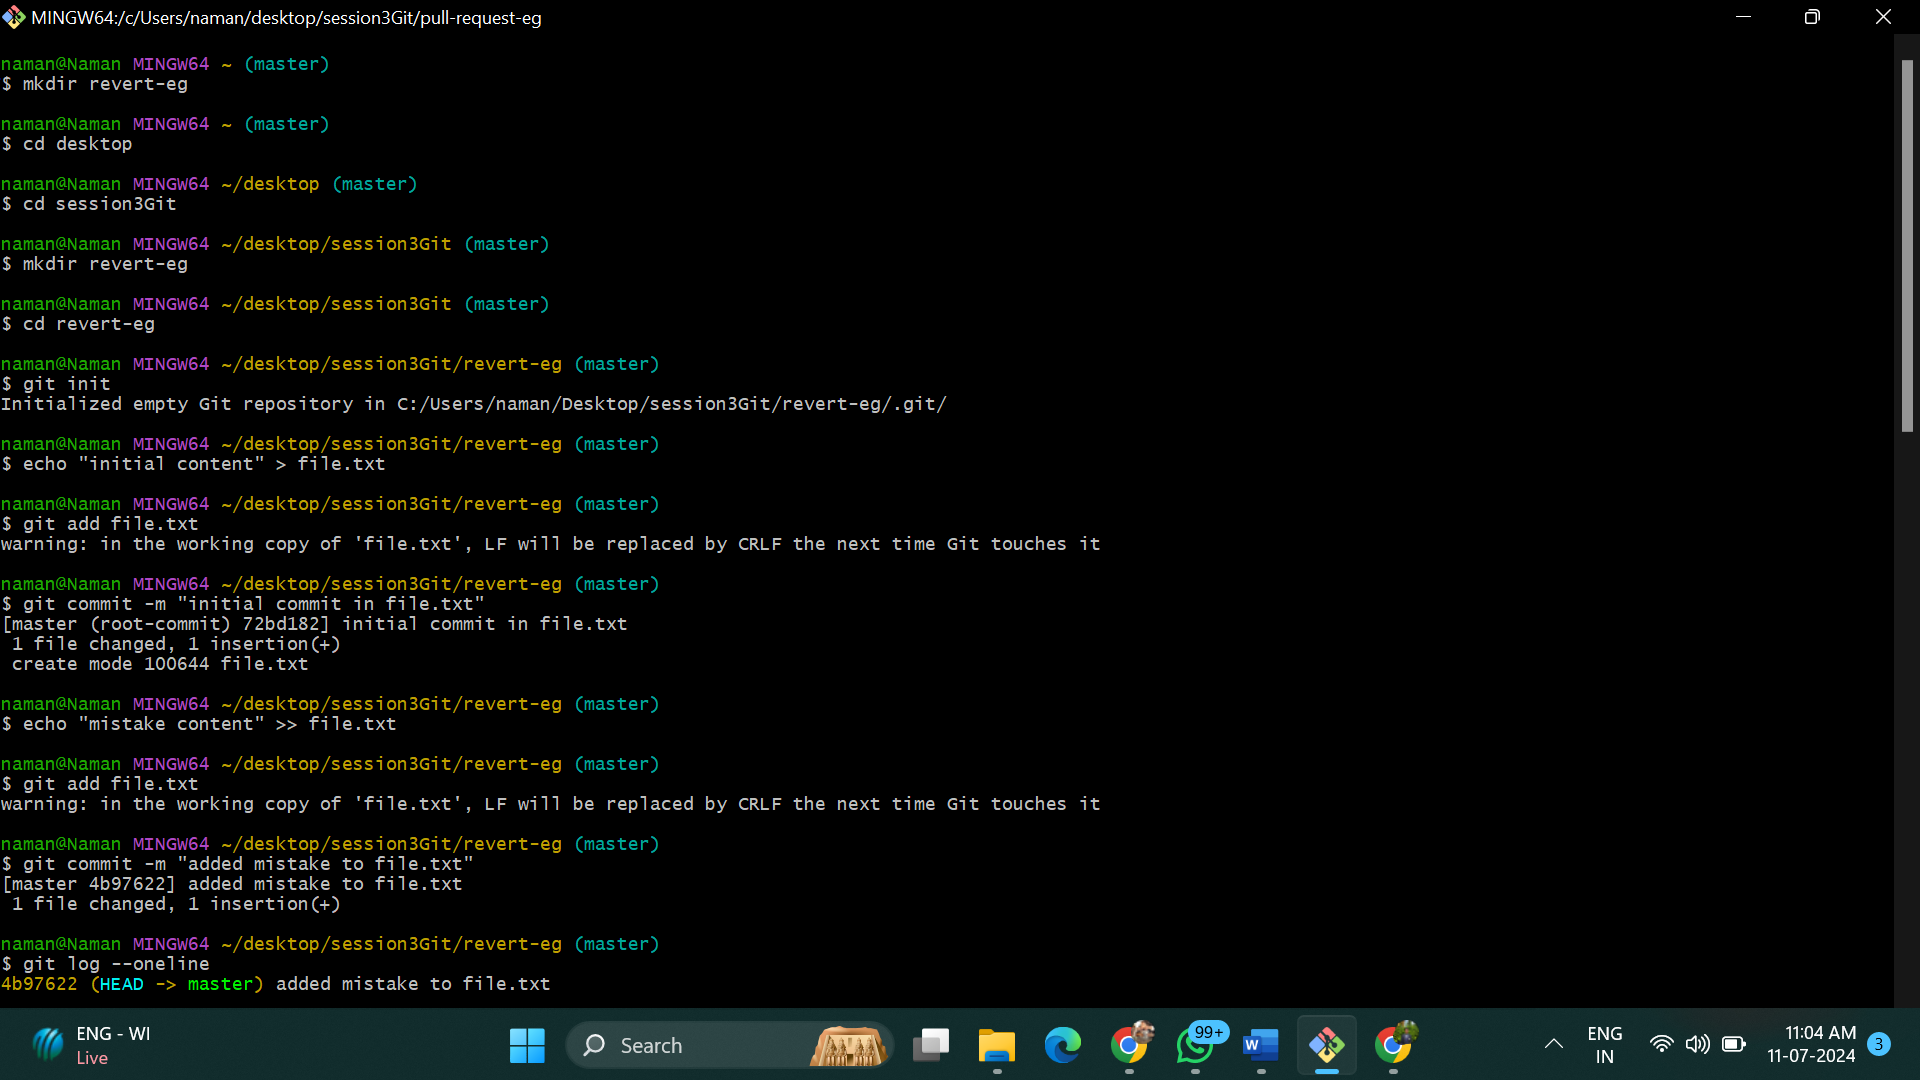 MINGW64:/c/Users/naman/desktop/session3Git/pull-request-eg
naman@Naman MINGW64 ~ (master)
$ mkdir revert-eg
naman@Naman MINGW64 ~ (master)
$ cd desktop
naman@Naman MINGW64 ~/desktop (master)
$ cd session3Git
naman@Naman MINGW64 ~/desktop/session3Git (master)
$ mkdir revert-eg
naman@Naman MINGW64 ~/desktop/session3Git (master)
$ cd revert-eg
naman@Naman MINGW64 ~/desktop/session3Git/revert-eg (master)
$ git init
Initialized empty Git repository in C:/Users/naman/Desktop/session3Git/revert-eg/.git/
naman@Naman MINGW64 ~/desktop/session3Git/revert-eg (master)
$ echo "initial content" > file.txt
naman@Naman MINGW64 ~/desktop/session3Git/revert-eg (master)
$ git add file.txt
warning: in the working copy of 'file.txt', LF will be replaced by CRLF the next time Git touches it
naman@Naman MINGW64 ~/desktop/session3Git/revert-eg (master)
$ git commit -m "initial commit in file.txt"
[master (root-commit) 72bd182] initial commit in file.txt
1 file changed, 1 insertion(+)
create mode 100644 file.txt
naman@Naman MINGW64 ~/desktop/session3Git/revert-eg (master)
$ echo "mistake content" >> file.txt
naman@Naman MINGW64 ~/desktop/session3Git/revert-eg (master)
$ git add file.txt
warning: in the working copy of 'file.txt', LF will be replaced by CRLF the next time Git touches it
naman@Naman MINGW64 ~/desktop/session3Git/revert-eg (master)
$ git commit -m "added mistake to file.txt"
[master 4b97622] added mistake to file.txt
1 file changed, 1 insertion(+)
naman@Naman MINGW64 ~/desktop/session3Git/revert-eg (master)
$ git log --oneline
4b97622 (HEAD -> master) added mistake to file.txt
ENG - WI
Live
Search
99+
W
ENG
IN
11:04 AM
11-07-2024
3